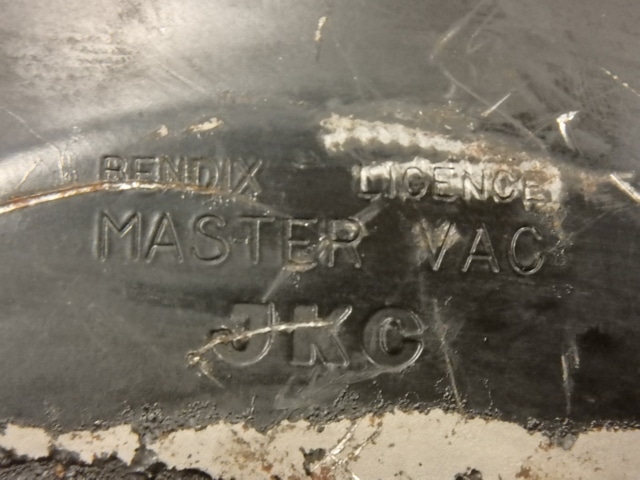 BENDIX LICENCE
MASTER VAC
JKC